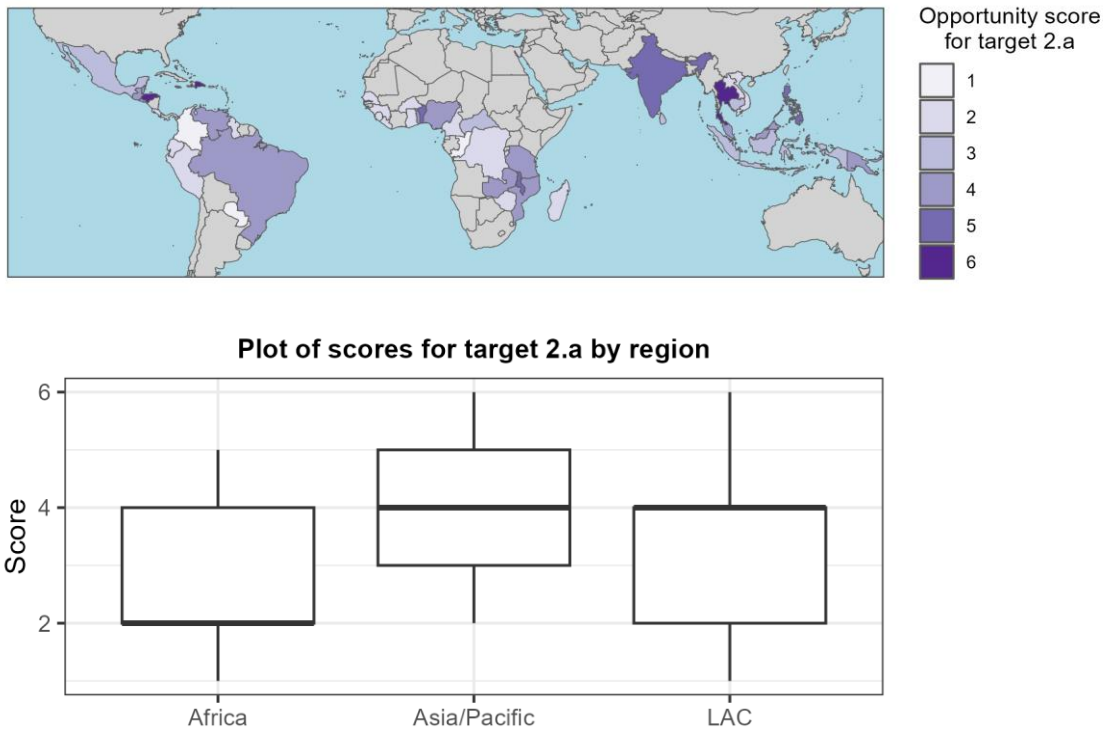 Opportunity score
for target 2.a
1
2
3
4
5
6
Plot of scores for target 2.a by region
Score
6
4
2
Africa
Asia/Pacific
LAC